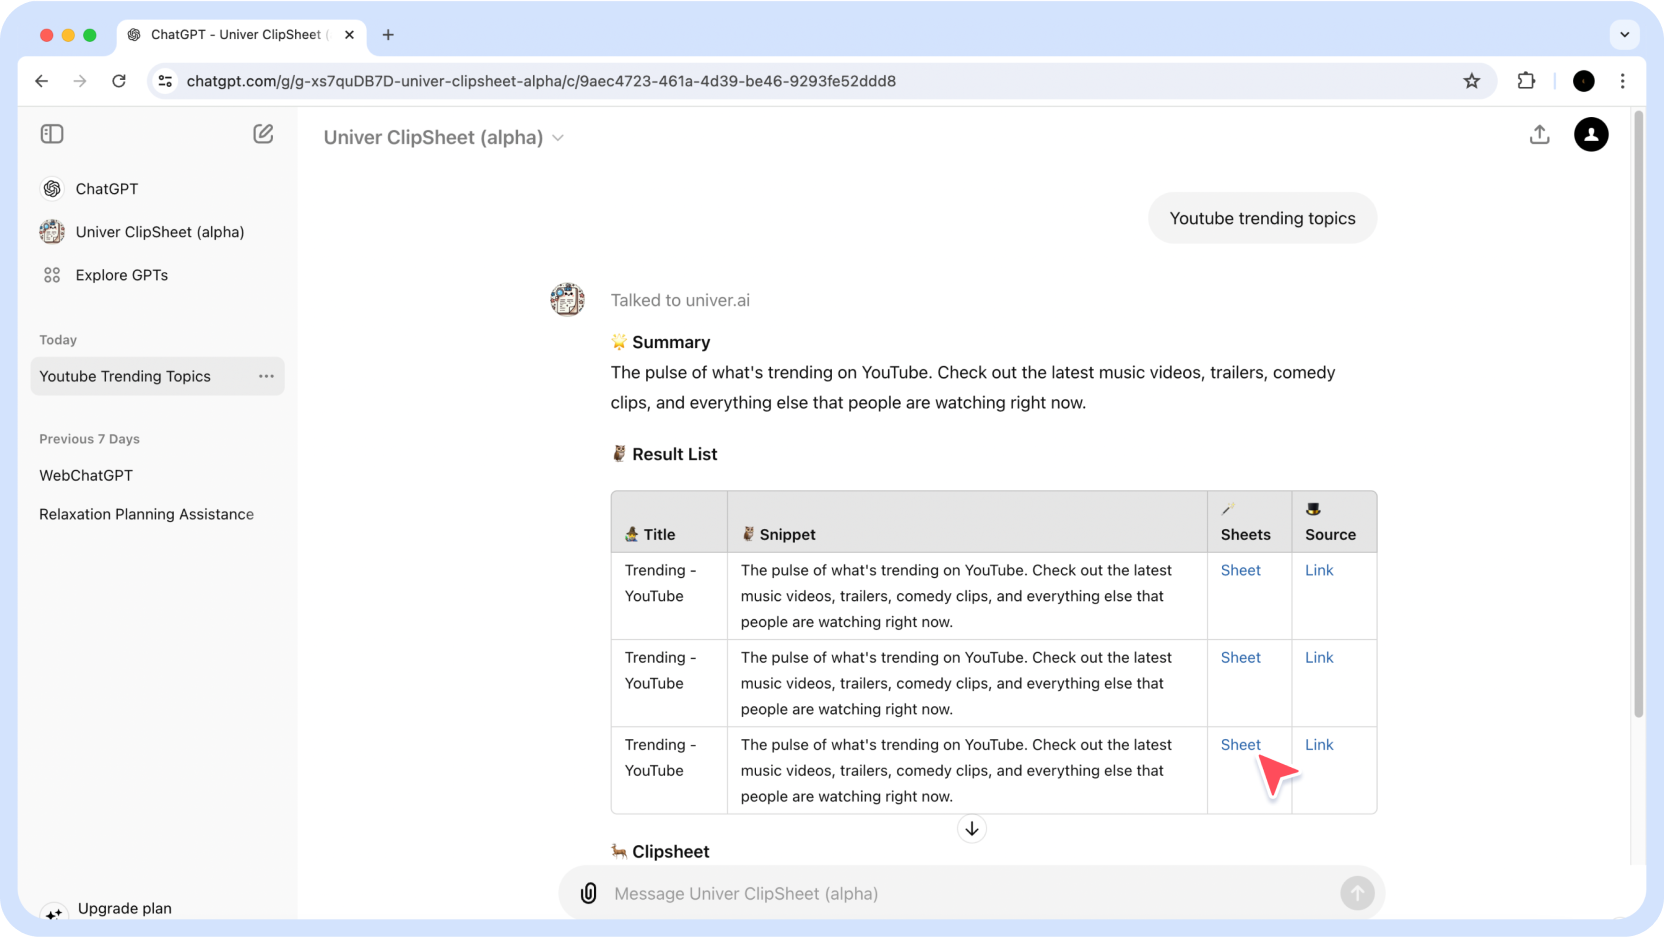 ChatGPT - Univer ClipSheet (
chatgpt.com/g/g-xs7quDB7D-univer-clipsheet-alpha/c/9aec4723-461a-4d39-be46-9293fe52ddd8
ChatGPT
Univer ClipSheet (alpha)
Explore GPTs
Today
Youtube Trending Topics
Previous 7 Days
WebChatGPT
Relaxation Planning Assistance
Upgrade plan
Univer ClipSheet (alpha)
Youtube trending topics
Talked to univer.ai
🌟 Summary
The pulse of what's trending on YouTube. Check out the latest music videos, trailers, comedy
clips, and everything else that people are watching right now.
🦉 Result List
Title
Snippet
Sheets
Source
Trending -
YouTube
The pulse of what's trending on YouTube. Check out the latest
music videos, trailers, comedy clips, and everything else that
people are watching right now.
Sheet
Link
Trending -
YouTube
The pulse of what's trending on YouTube. Check out the latest
music videos, trailers, comedy clips, and everything else that
people are watching right now.
Sheet
Link
Trending -
YouTube
The pulse of what's trending on YouTube. Check out the latest
music videos, trailers, comedy clips, and everything else that
people are watching right now.
Sheet
Link
🦌 Clipsheet
Message Univer ClipSheet (alpha)